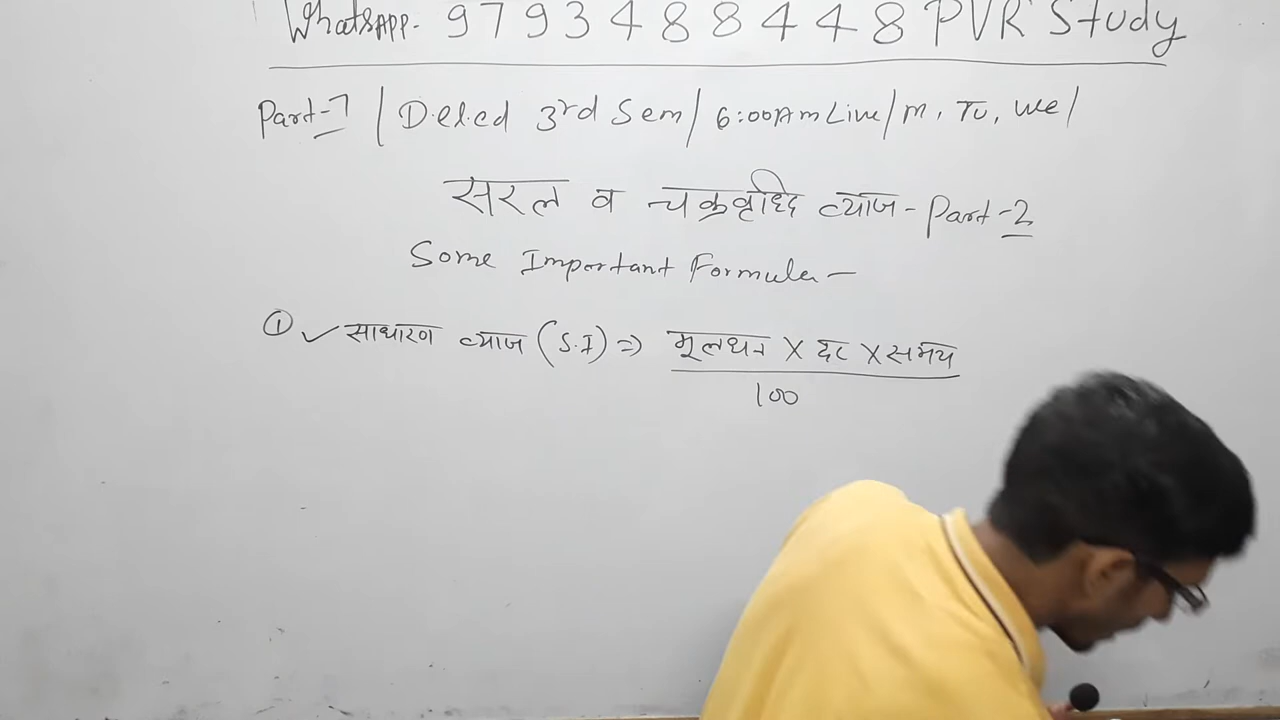 WhatsApp- 9793488448 PVR Study
Part-7 / D.el.ed 3rd Sem / 6:00Am Live / M, Tu, We /
सरल व चक्रवृध्दि ब्याज - Part-2
Some Important Formula -
① ✓ साधारण ब्याज (S.I) ⇒ मूलधन X दर X समय
100